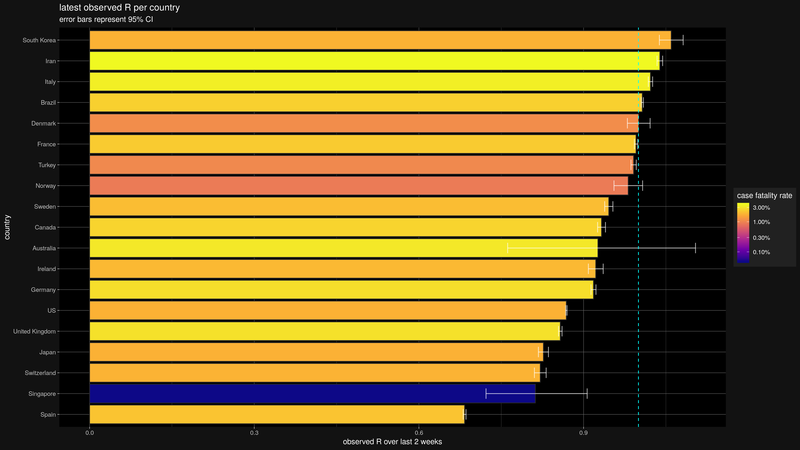 latest observed R per country
error bars represent 95% CI
South Korea
Iran
Italy
Brazil
Denmark
France
Turkey
Norway
Sweden
Canada
Australia
Ireland
Germany
US
United Kingdom
Japan
Switzerland
Singapore
Spain
country
0.0 0.3 0.6 0.9
observed R over last 2 weeks
case fatality rate
3.00%
1.00%
0.30%
0.10%